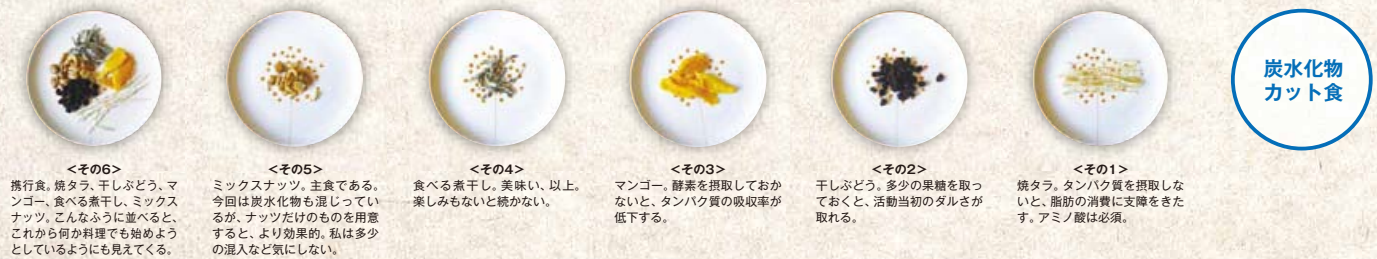 炭水化物
カット食
<その1>
焼タラ。タンパク質を摂取しな
いと、脂肪の消費に支障をきた
す。アミノ酸は必須。
<その2>
干しぶどう。多少の果糖を取っ
ておくと、活動当初のダルさが
取れる。
<その3>
マンゴー。酵素を摂取しておか
ないと、タンパク質の吸収率が
低下する。
<その4>
食べる煮干し。美味い、以上。
楽しみもないと続かない。
<その5>
ミックスナッツ。主食である。
今回は炭水化物も混じってい
るが、ナッツだけのものを用意
すると、より効果的。私は多少
の混入など気にしない。
<その6>
携行食。焼タラ、干しぶどう、マ
ンゴー、食べる煮干し、ミックス
ナッツ。こんなふうに並べると、
これから何か料理でも始めよう
としているようにも見えてくる。